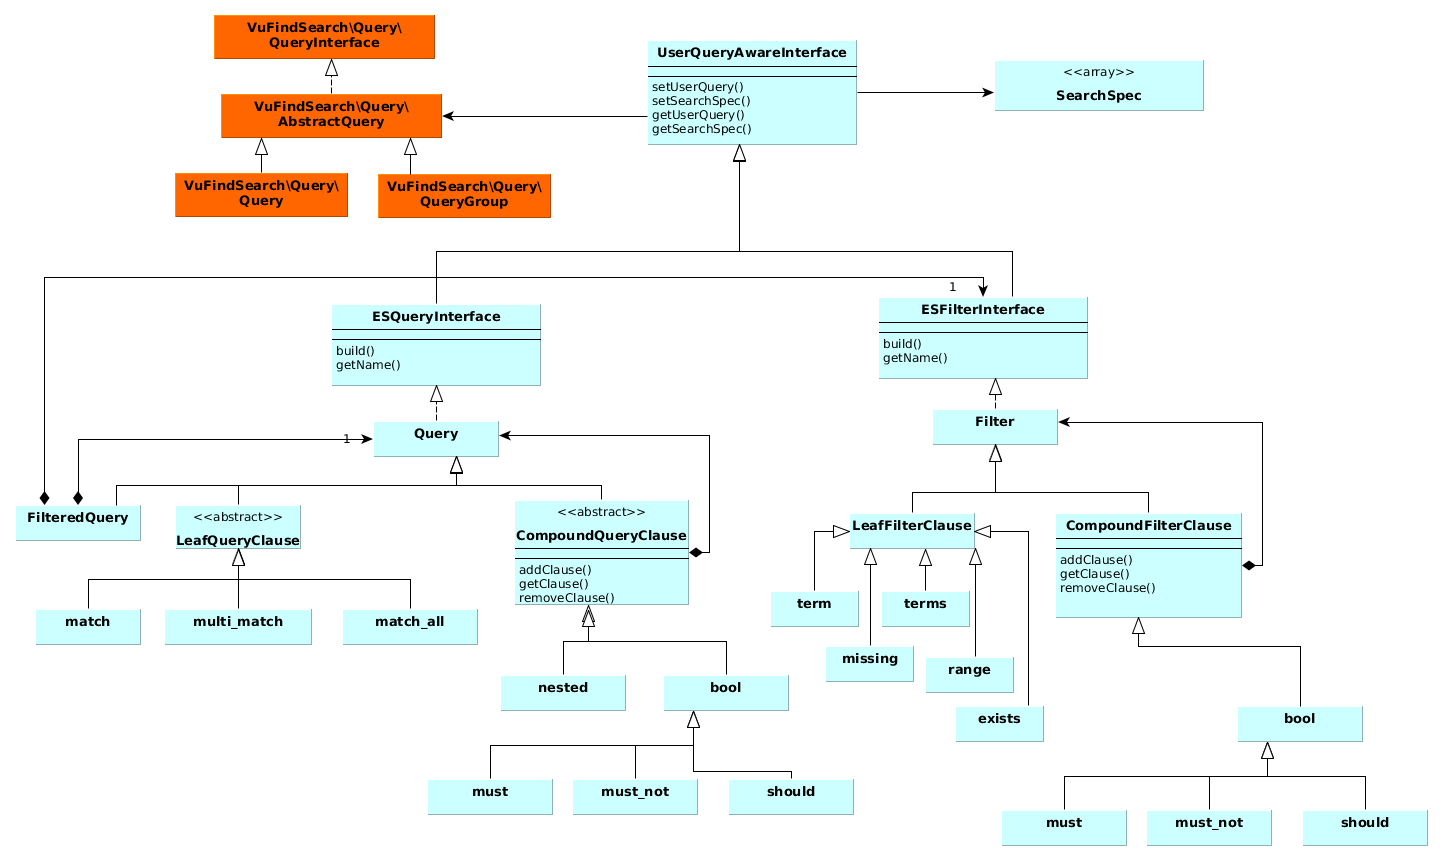 VuFindSearch\Query\
QueryInterface
VuFindSearch\Query\
AbstractQuery
VuFindSearch\Query\
Query
VuFindSearch\Query\
QueryGroup
UserQueryAwareInterface
setUserQuery()
setSearchSpec()
getUserQuery()
getSearchSpec()
<<array>>
SearchSpec
1
ESQueryInterface
build()
getName()
ESFilterInterface
build()
getName()
1
Query
Filter
FilteredQuery
<<abstract>>
LeafQueryClause
<<abstract>>
CompoundQueryClause
addClause()
getClause()
removeClause()
LeafFilterClause
CompoundFilterClause
addClause()
getClause()
removeClause()
match
multi_match
match_all
term
terms
missing
range
exists
nested
bool
bool
must
must_not
should
must
must_not
should